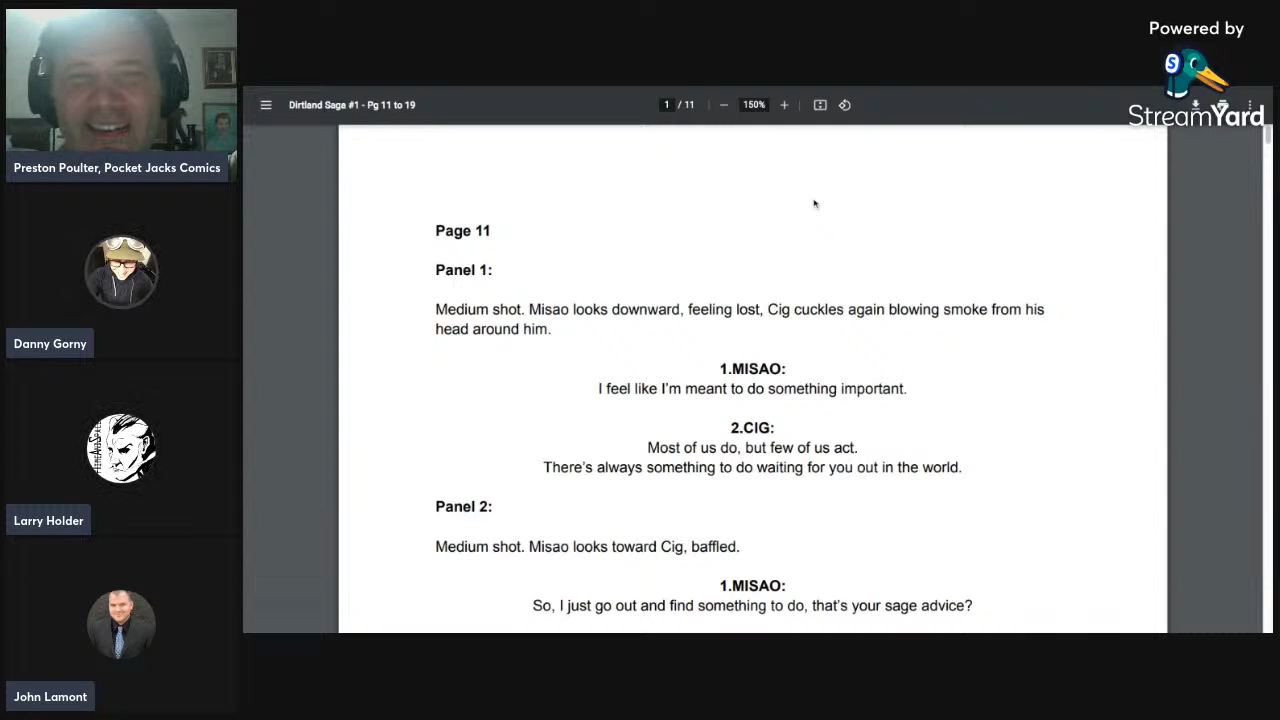 Powered by
S
StreamYard
Dirtland Saga #1 - Pg 11 to 19
1 / 11
150%
Preston Poulter, Pocket Jacks Comics
Danny Gorny
Larry Holder
John Lamont
Page 11
Panel 1:
Medium shot. Misao looks downward, feeling lost, Cig cuckles again blowing smoke from his
head around him.
1.MISAO:
I feel like I'm meant to do something important.
2.CIG:
Most of us do, but few of us act.
There's always something to do waiting for you out in the world.
Panel 2:
Medium shot. Misao looks toward Cig, baffled.
1.MISAO:
So, I just go out and find something to do, that's your sage advice?